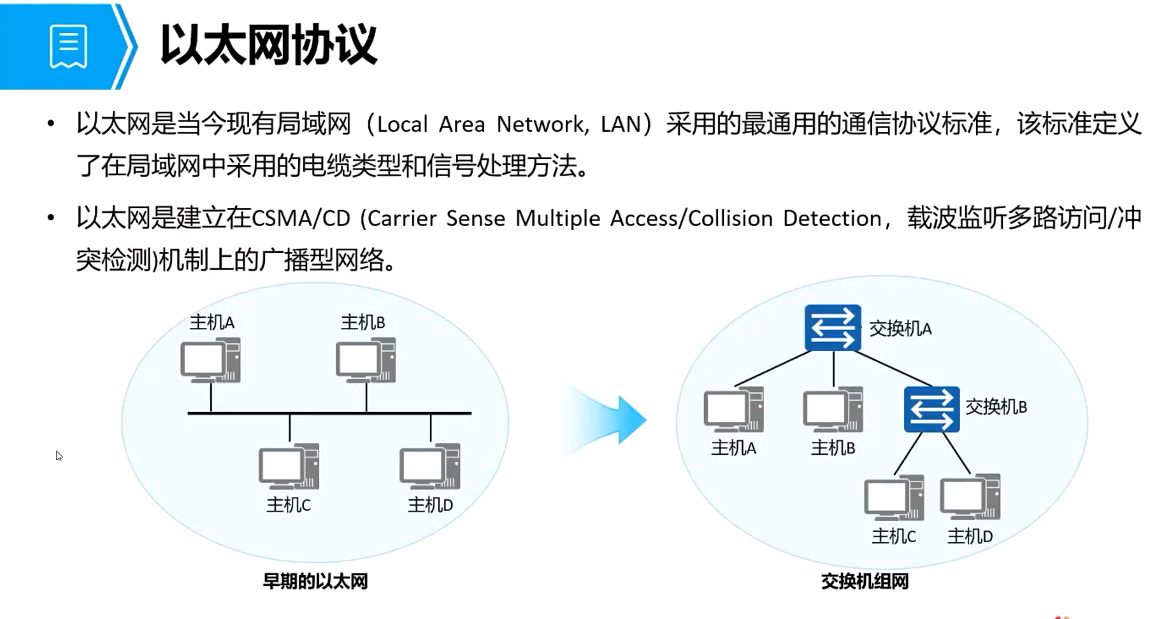 以太网协议
• 以太网是当今现有局域网（Local Area Network, LAN）采用的最通用的通信协议标准，该标准定义
了在局域网中采用的电缆类型和信号处理方法。
• 以太网是建立在CSMA/CD (Carrier Sense Multiple Access/Collision Detection，载波监听多路访问/冲
突检测)机制上的广播型网络。
主机A
主机B
主机C
主机D
早期的以太网
交换机A
主机A
主机B
交换机B
主机C
主机D
交换机组网